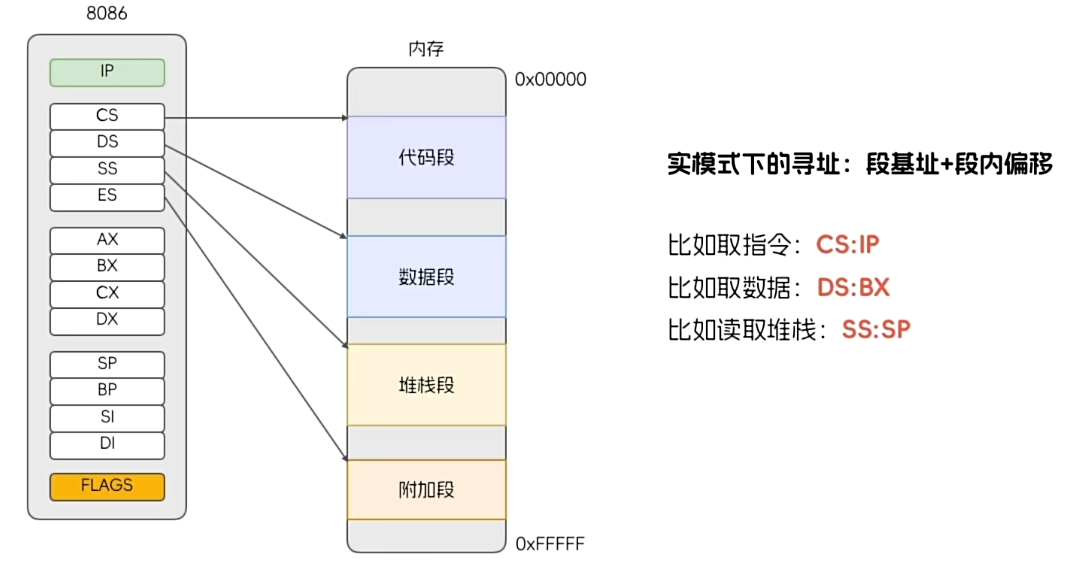 8086
IP
CS
DS
SS
ES
AX
BX
CX
DX
SP
BP
SI
DI
FLAGS
内存
0x00000
代码段
数据段
堆栈段
附加段
0xFFFFF
实模式下的寻址：段基址+段内偏移
比如取指令：CS:IP
比如取数据：DS:BX
比如读取堆栈：SS:SP